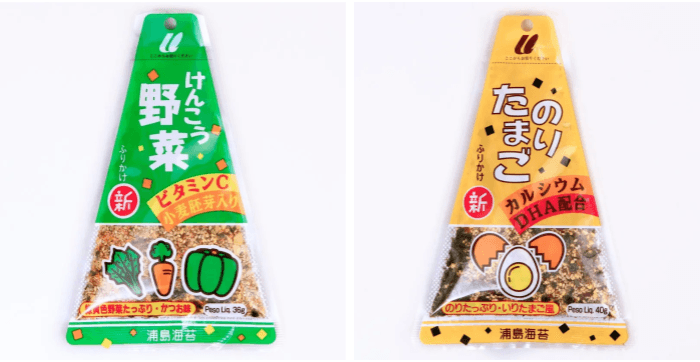 けんこう
野菜
ふりかけ
新
ビタミンC
小麦胚芽入り
緑黄色野菜たっぷり・かつお味
Peso Liq. 36g
浦島海苔
のり
たまご
ふりかけ
新
カルシウム
DHA配合
のりたっぷり・いりたまご風
Peso Liq. 40g
浦島海苔